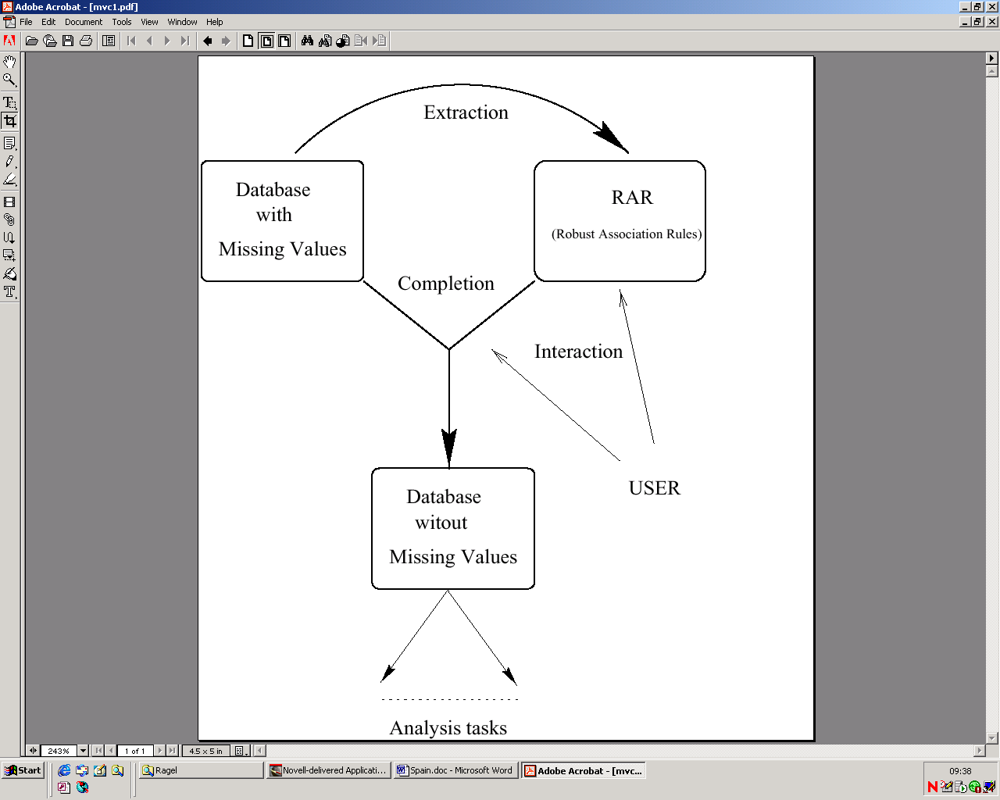 Adobe Acrobat - [mvc1.pdf]
File Edit Document Tools View Window Help
Extraction
Database
with
Missing Values
RAR
(Robust Association Rules)
Completion
Interaction
USER
Database
witout
Missing Values
Analysis tasks
243% 1 of 1 4.5 x 5 in
Start Ragel Novell-delivered Applicati... Spain.doc - Microsoft Word Adobe Acrobat - [mvc... 09:38